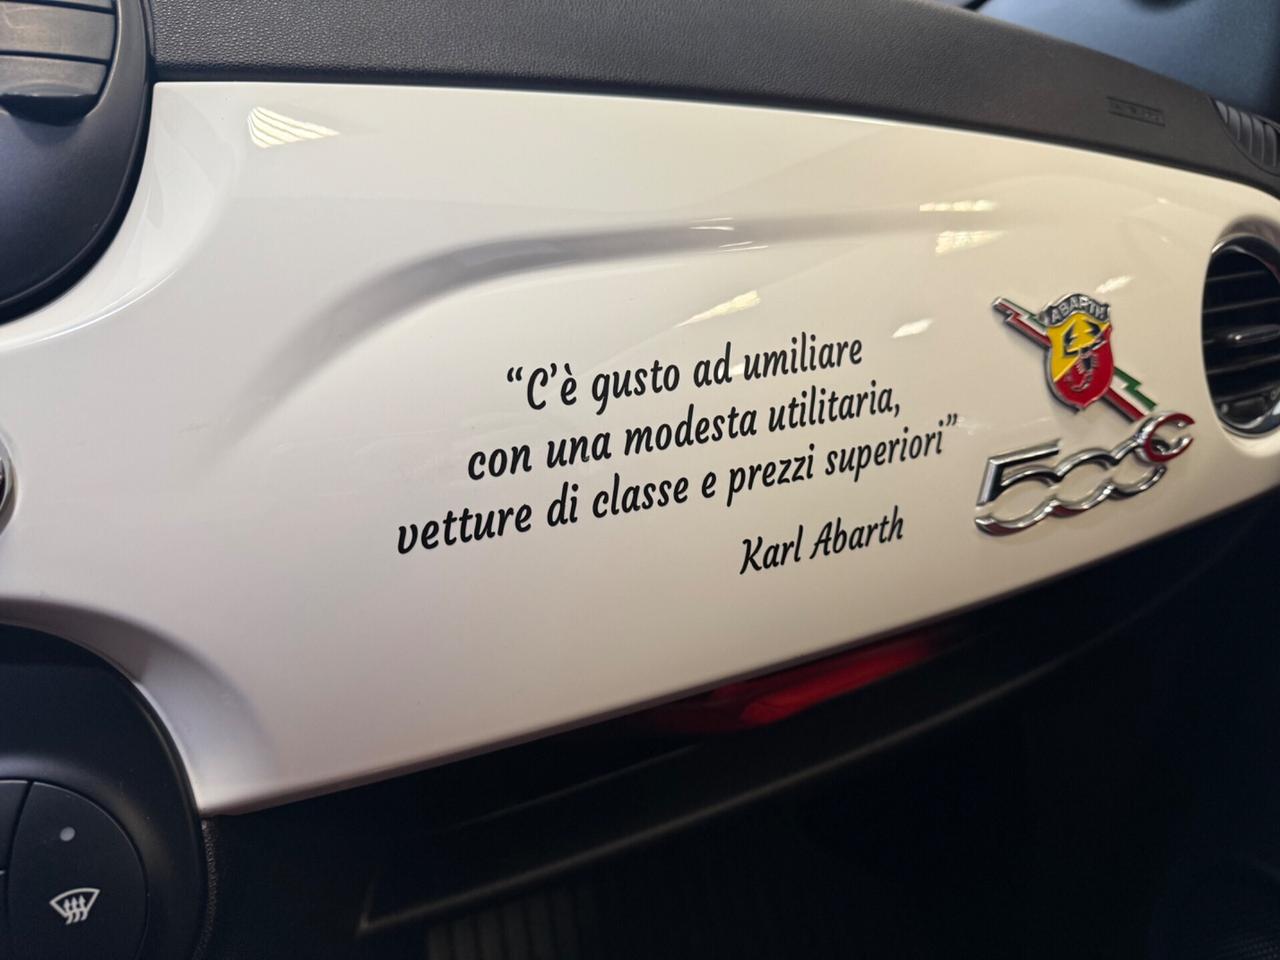 “C’è gusto ad umiliare
con una modesta utilitaria,
vetture di classe e prezzi superiori”
Karl Abarth
ABARTH
500C